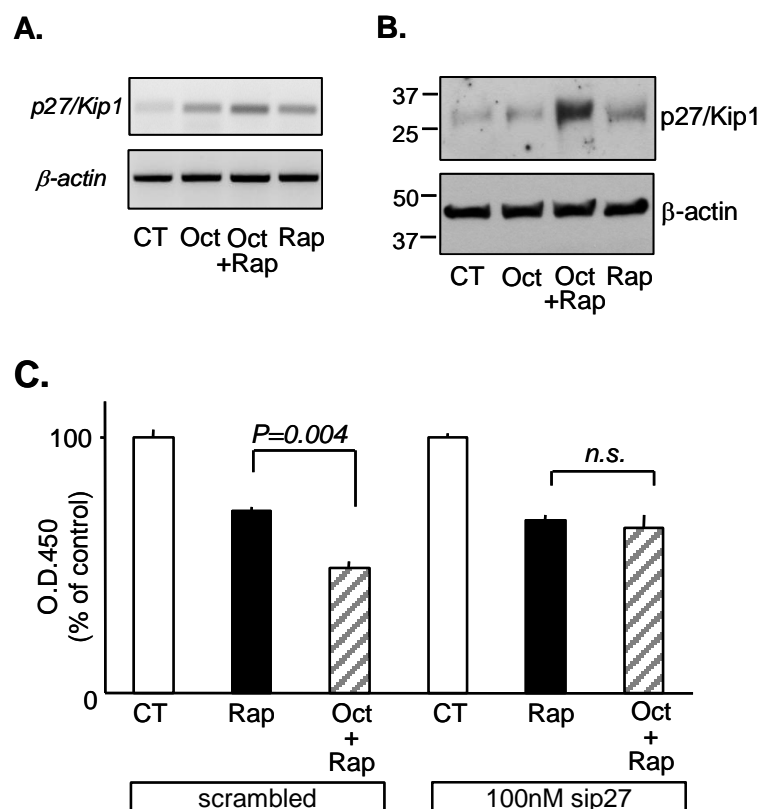 A.
p27/Kip1
β-actin
CT Oct Oct Rap
+Rap
B.
37
25
p27/Kip1
50
37
β-actin
CT Oct Oct Rap
+Rap
C.
O.D.450
(% of control)
100
0
P=0.004
n.s.
CT Rap Oct CT Rap Oct
+ +
Rap Rap
scrambled 100nM sip27